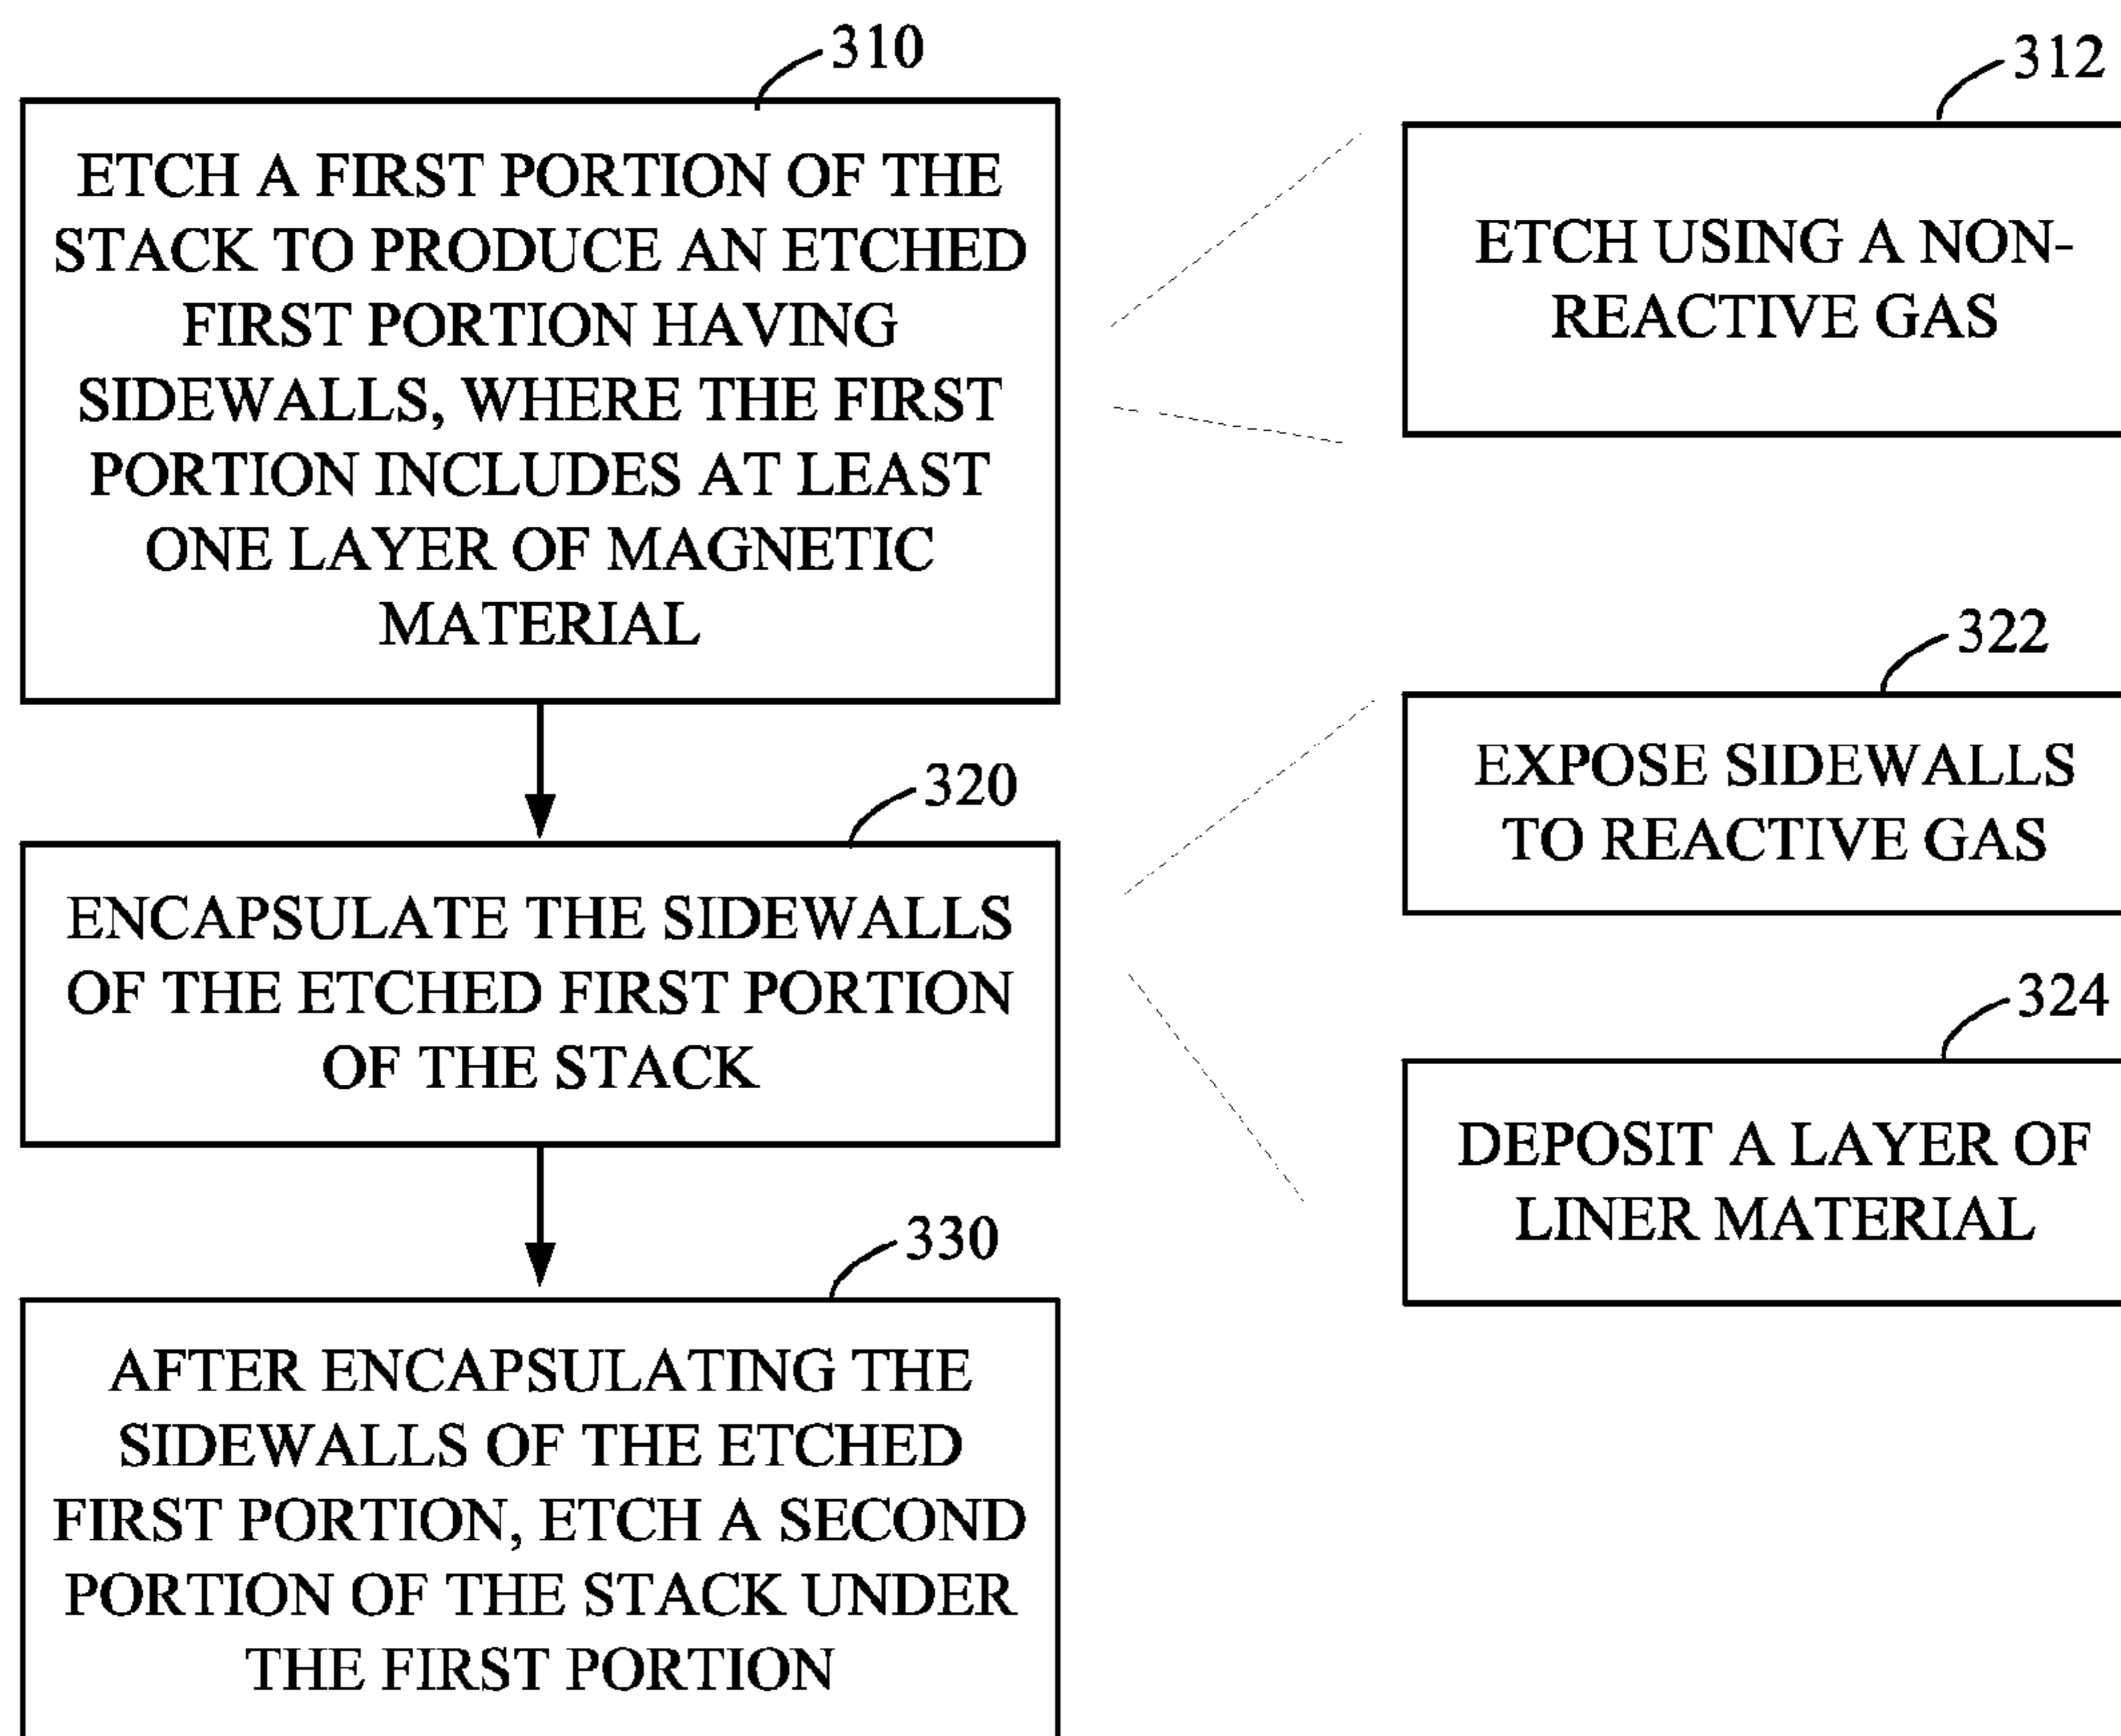 310
ETCH A FIRST PORTION OF THE
STACK TO PRODUCE AN ETCHED
FIRST PORTION HAVING
SIDEWALLS, WHERE THE FIRST
PORTION INCLUDES AT LEAST
ONE LAYER OF MAGNETIC
MATERIAL
312
ETCH USING A NON-
REACTIVE GAS
320
ENCAPSULATE THE SIDEWALLS
OF THE ETCHED FIRST PORTION
OF THE STACK
322
EXPOSE SIDEWALLS
TO REACTIVE GAS
324
DEPOSIT A LAYER OF
LINER MATERIAL
330
AFTER ENCAPSULATING THE
SIDEWALLS OF THE ETCHED
FIRST PORTION, ETCH A SECOND
PORTION OF THE STACK UNDER
THE FIRST PORTION